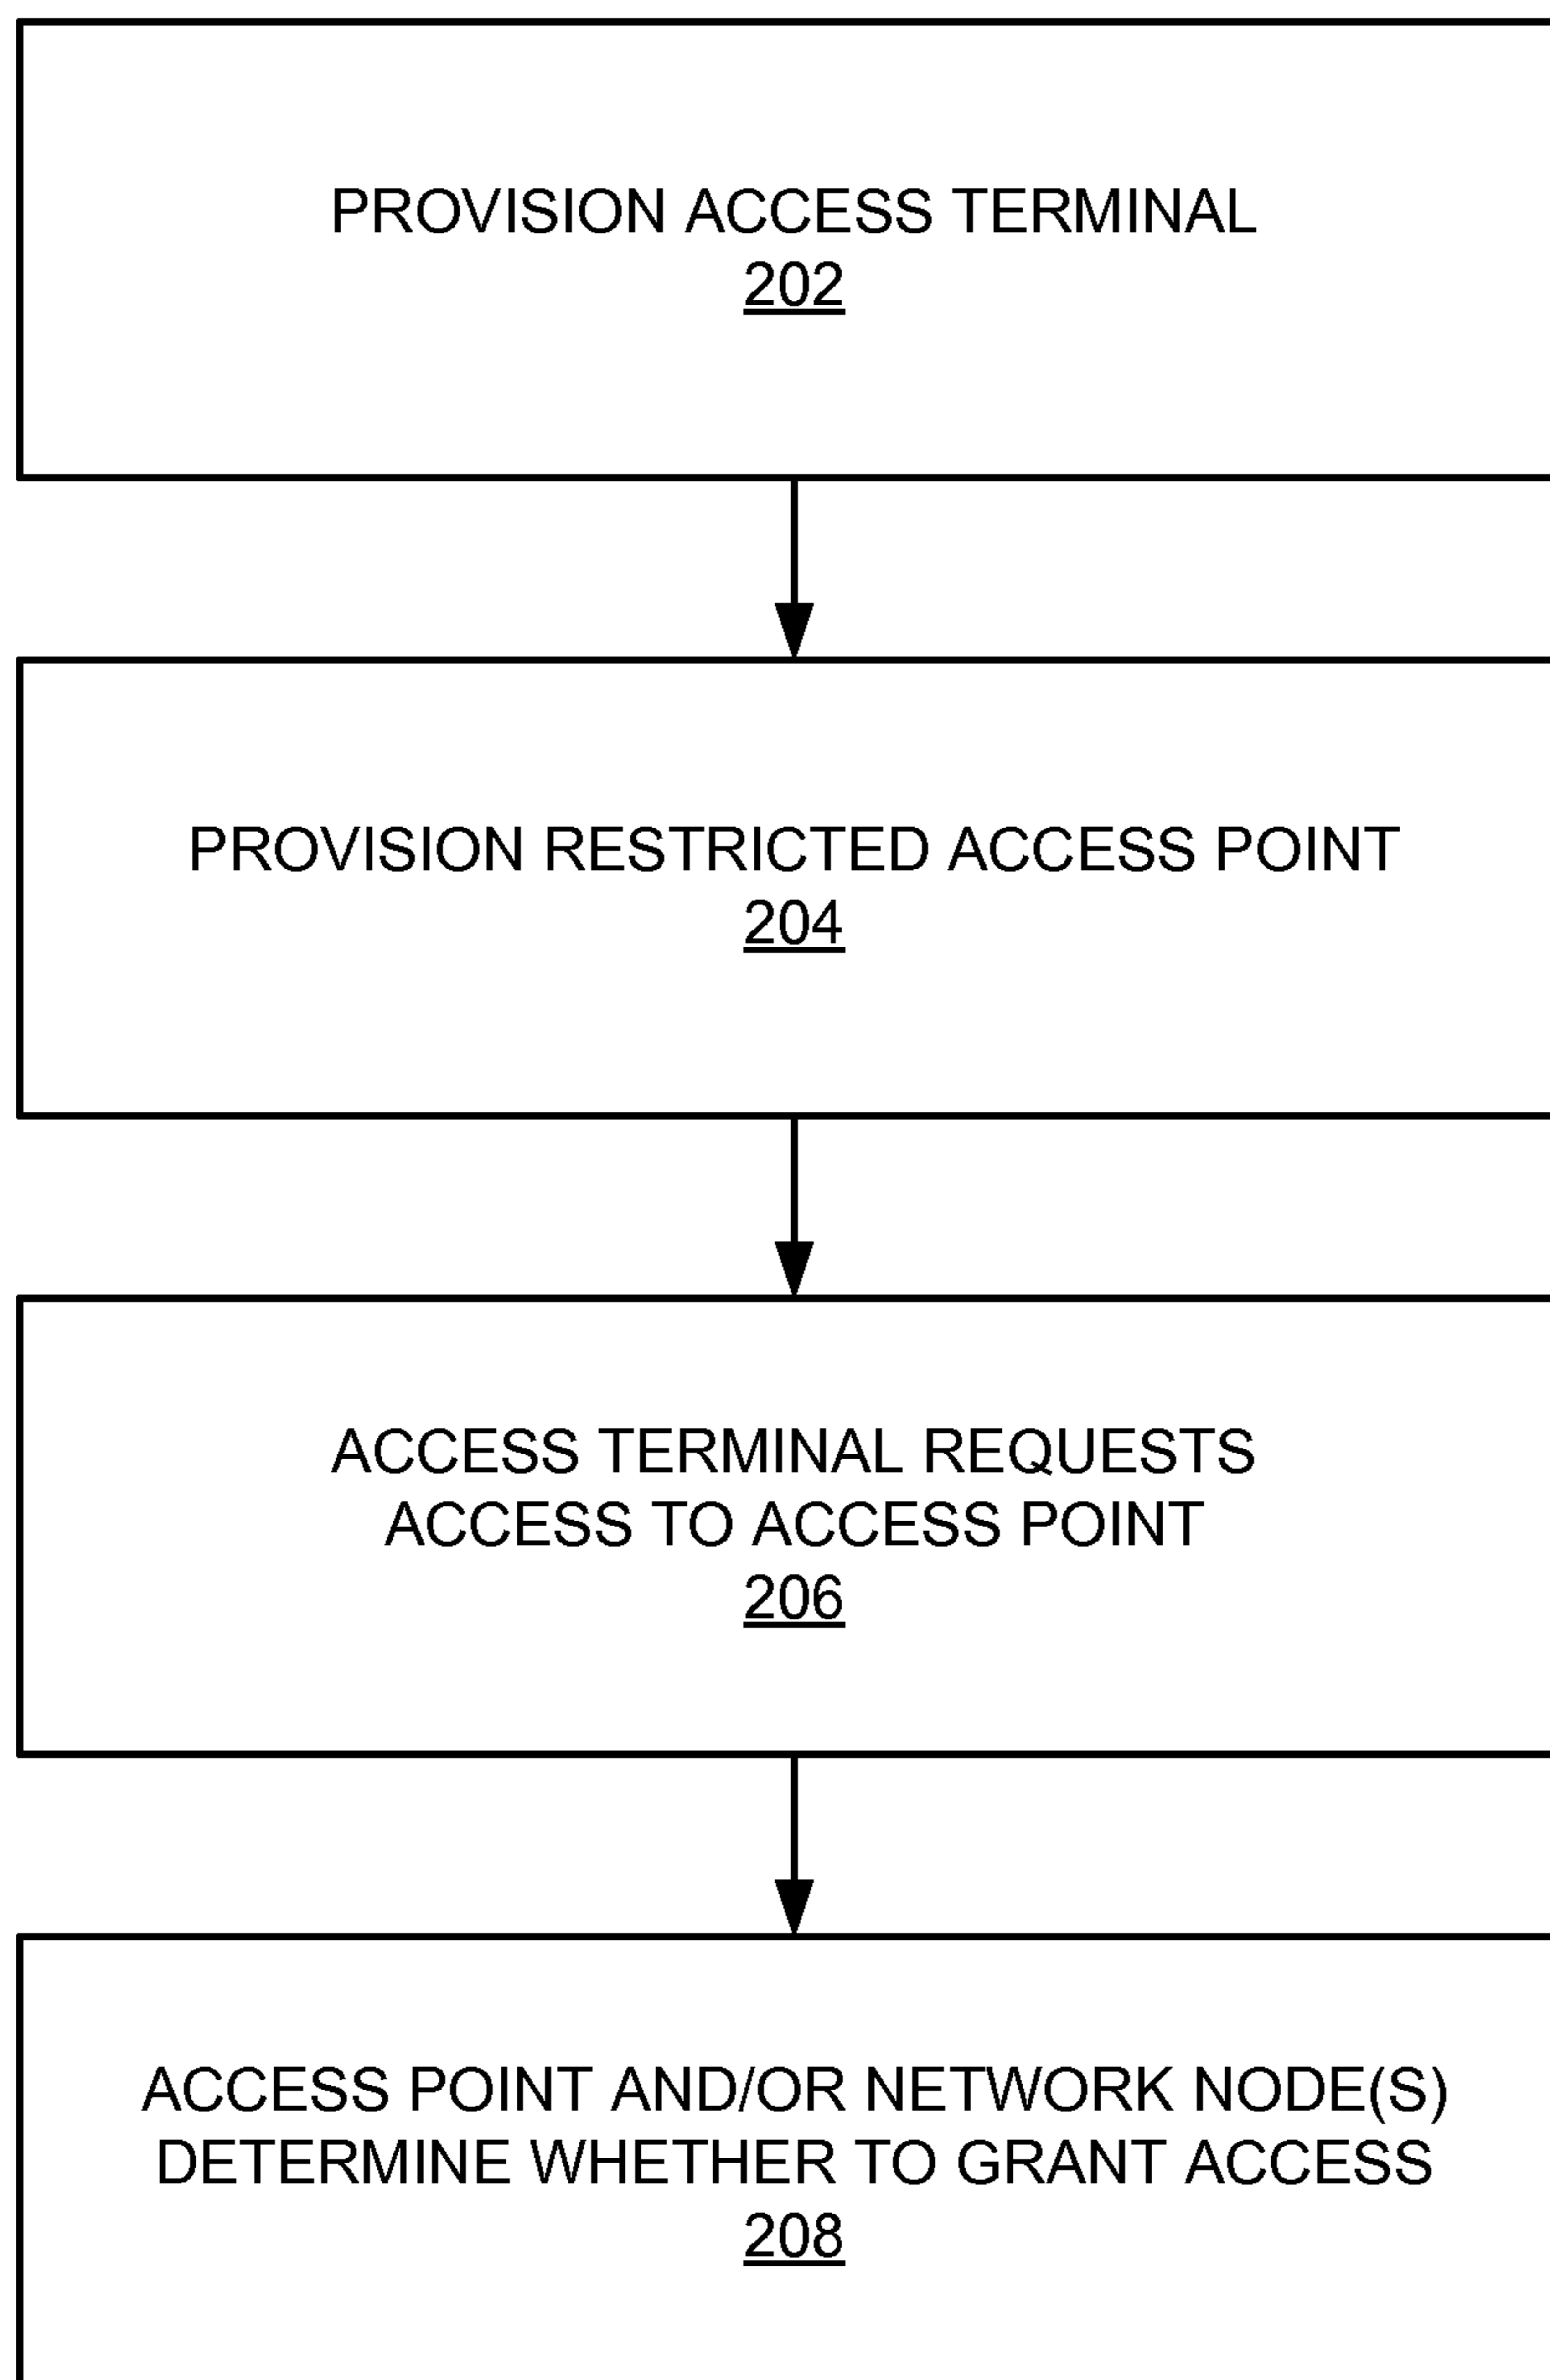 PROVISION ACCESS TERMINAL
202
PROVISION RESTRICTED ACCESS POINT
204
ACCESS TERMINAL REQUESTS
ACCESS TO ACCESS POINT
206
ACCESS POINT AND/OR NETWORK NODE(S)
DETERMINE WHETHER TO GRANT ACCESS
208